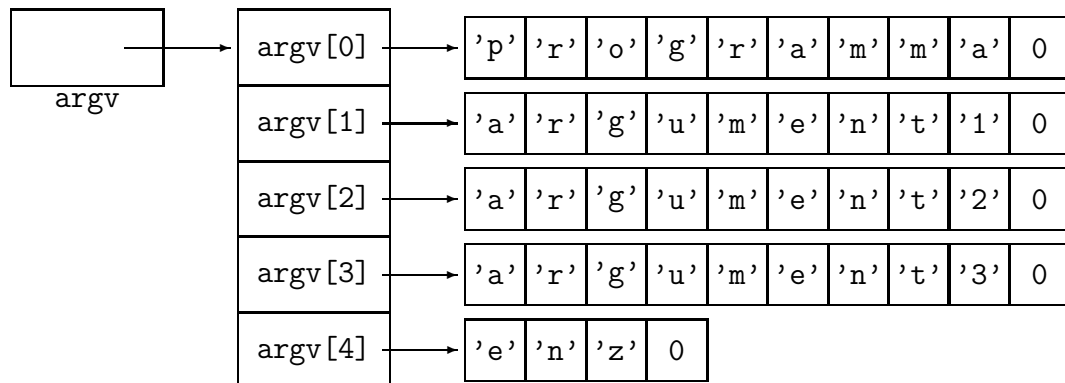 argv[0] 'p' 'r' 'o' 'g' 'r' 'a' 'm' 'm' 'a' 0
argv
argv[1] 'a' 'r' 'g' 'u' 'm' 'e' 'n' 't' '1' 0
argv[2] 'a' 'r' 'g' 'u' 'm' 'e' 'n' 't' '2' 0
argv[3] 'a' 'r' 'g' 'u' 'm' 'e' 'n' 't' '3' 0
argv[4] 'e' 'n' 'z' 0